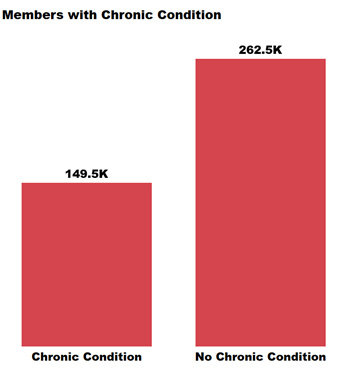 Members with Chronic Condition
262.5K
149.5K
Chronic Condition
No Chronic Condition